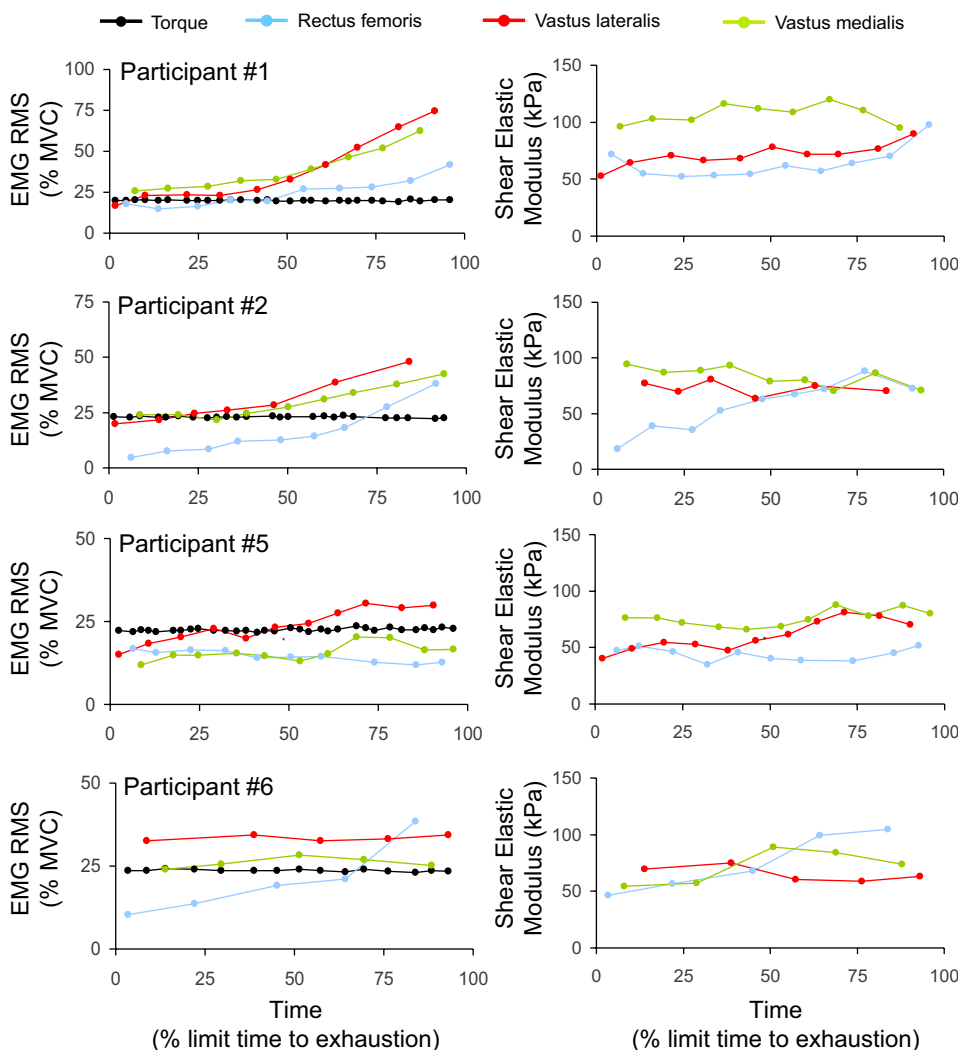 Torque Rectus femoris Vastus lateralis Vastus medialis
Participant #1
EMG RMS
(% MVC)
100
75
50
25
0
0 25 50 75 100
Shear Elastic
Modulus (kPa)
150
100
50
0
0 25 50 75 100
Participant #2
EMG RMS
(% MVC)
75
50
25
0
0 25 50 75 100
Shear Elastic
Modulus (kPa)
150
100
50
0
0 25 50 75 100
Participant #5
EMG RMS
(% MVC)
50
25
0
0 25 50 75 100
Shear Elastic
Modulus (kPa)
150
100
50
0
0 25 50 75 100
Participant #6
EMG RMS
(% MVC)
50
25
0
0 25 50 75 100
Time
(% limit time to exhaustion)
Shear Elastic
Modulus (kPa)
150
100
50
0
0 25 50 75 100
Time
(% limit time to exhaustion)